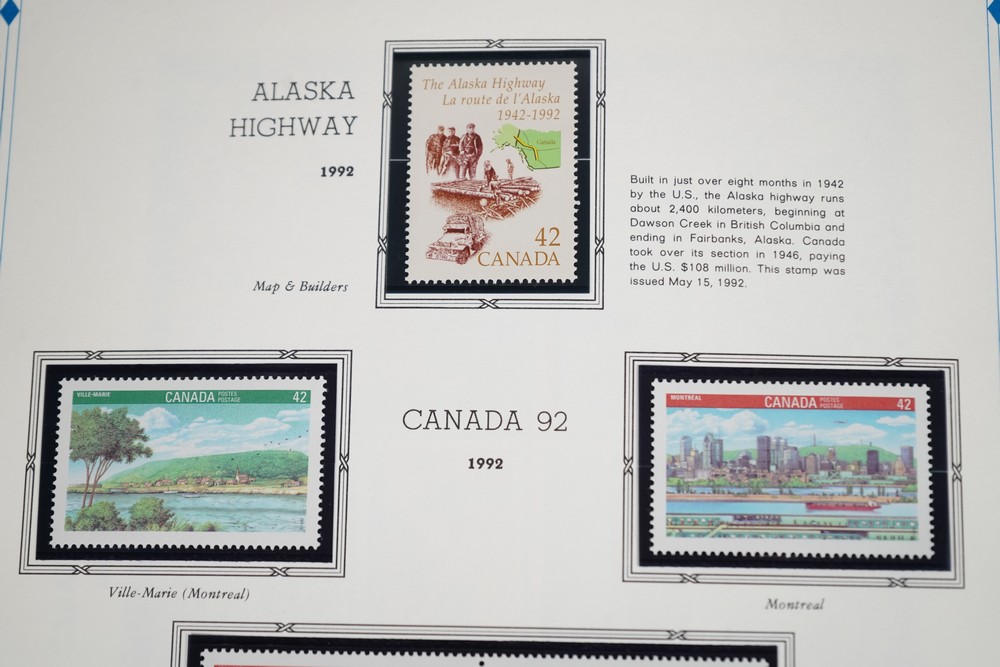 ALASKA
HIGHWAY
1992
Map & Builders
The Alaska Highway
La route de l'Alaska
1942-1992
Canada
42
CANADA
Built in just over eight months in 1942
by the U.S., the Alaska highway runs
about 2,400 kilometers, beginning at
Dawson Creek in British Columbia and
ending in Fairbanks, Alaska. Canada
took over its section in 1946, paying
the U.S. $108 million. This stamp was
issued May 15, 1992.
VILLE-MARIE CANADA POSTES
POSTAGE 42
Ville-Marie (Montreal)
CANADA 92
1992
MONTRÉAL CANADA POSTES
POSTAGE 42
Montreal